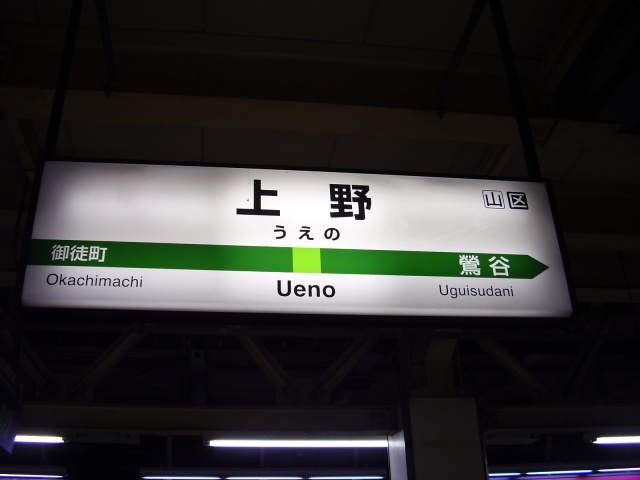 上野
山 区
うえの
御徒町 鶯谷
Okachimachi Ueno Uguisudani